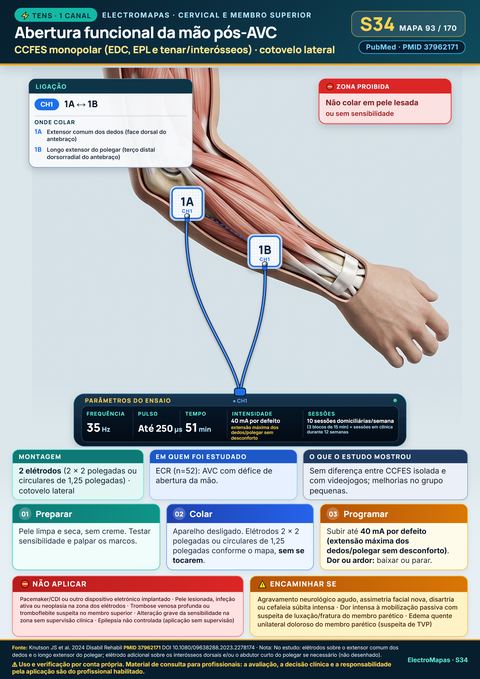 TENS · 1 CANAL ELECTROMAPAS · CERVICAL E MEMBRO SUPERIOR
Abertura funcional da mão pós-AVC
CCFES monopolar (EDC, EPL e tenar/interósseos) · cotovelo lateral
S34 MAPA 93 / 170
PubMed · PMID 37962171
LIGAÇÃO
CH1 1A ↔ 1B
ONDE COLAR
1A Extensor comum dos dedos (face dorsal do
antebraço)
1B Longo extensor do polegar (terço distal
dorsorradial do antebraço)
ZONA PROIBIDA
Não colar em pele lesada
ou sem sensibilidade
1A
CH1
1B
CH1
PARÂMETROS DO ENSAIO
CH1
FREQUÊNCIA
35 Hz
PULSO
Até 250 µs
TEMPO
51 min
INTENSIDADE
40 mA por defeito
extensão máxima dos
dedos/polegar sem
desconforto
SESSÕES
10 sessões domiciliárias/semana
(3 blocos de 15 min) + sessões em clínica
durante 12 semanas
MONTAGEM
2 elétrodos (2 × 2 polegadas ou
circulares de 1,25 polegadas) ·
cotovelo lateral
EM QUEM FOI ESTUDADO
ECR (n=52): AVC com défice de
abertura da mão.
O QUE O ESTUDO MOSTROU
Sem diferença entre CCFES isolada e
com videojogos; melhorias no grupo
pequenas.
01 Preparar
Pele limpa e seca, sem creme. Testar
sensibilidade e palpar os marcos.
02 Colar
Aparelho desligado. Elétrodos 2 × 2
polegadas ou circulares de 1,25
polegadas conforme o mapa, sem se
tocarem.
03 Programar
Subir até 40 mA por defeito
(extensão máxima dos
dedos/polegar sem desconforto).
Dor ou ardor: baixar ou parar.
NÃO APLICAR
Pacemaker/CDI ou outro dispositivo eletrónico implantado · Pele lesionada, infeção
ativa ou neoplasia na zona dos elétrodos · Trombose venosa profunda ou
tromboflebite suspeita no membro superior · Alteração grave da sensibilidade na
zona sem supervisão clínica · Epilepsia não controlada (aplicação sem supervisão)
ENCAMINHAR SE
Agravamento neurológico agudo, assimetria facial nova, disartria
ou cefaleia súbita intensa · Dor intensa à mobilização passiva com
suspeita de luxação/fratura do membro parético · Edema quente
unilateral doloroso do membro parético (suspeita de TVP)
Fonte: Knutson JS et al. 2024 Disabil Rehabil PMID 37962171 DOI 10.1080/09638288.2023.2278174 · Nota: No estudo: elétrodos sobre o extensor comum dos
dedos e o longo extensor do polegar; elétrodo adicional sobre os interósseos dorsais e/ou o abdutor curto do polegar se necessário (não desenhado).
Uso e verificação por conta própria. Material de consulta para profissionais: a avaliação, a decisão clínica e a responsabilidade
pela aplicação são do profissional habilitado.
ElectroMapas · S34